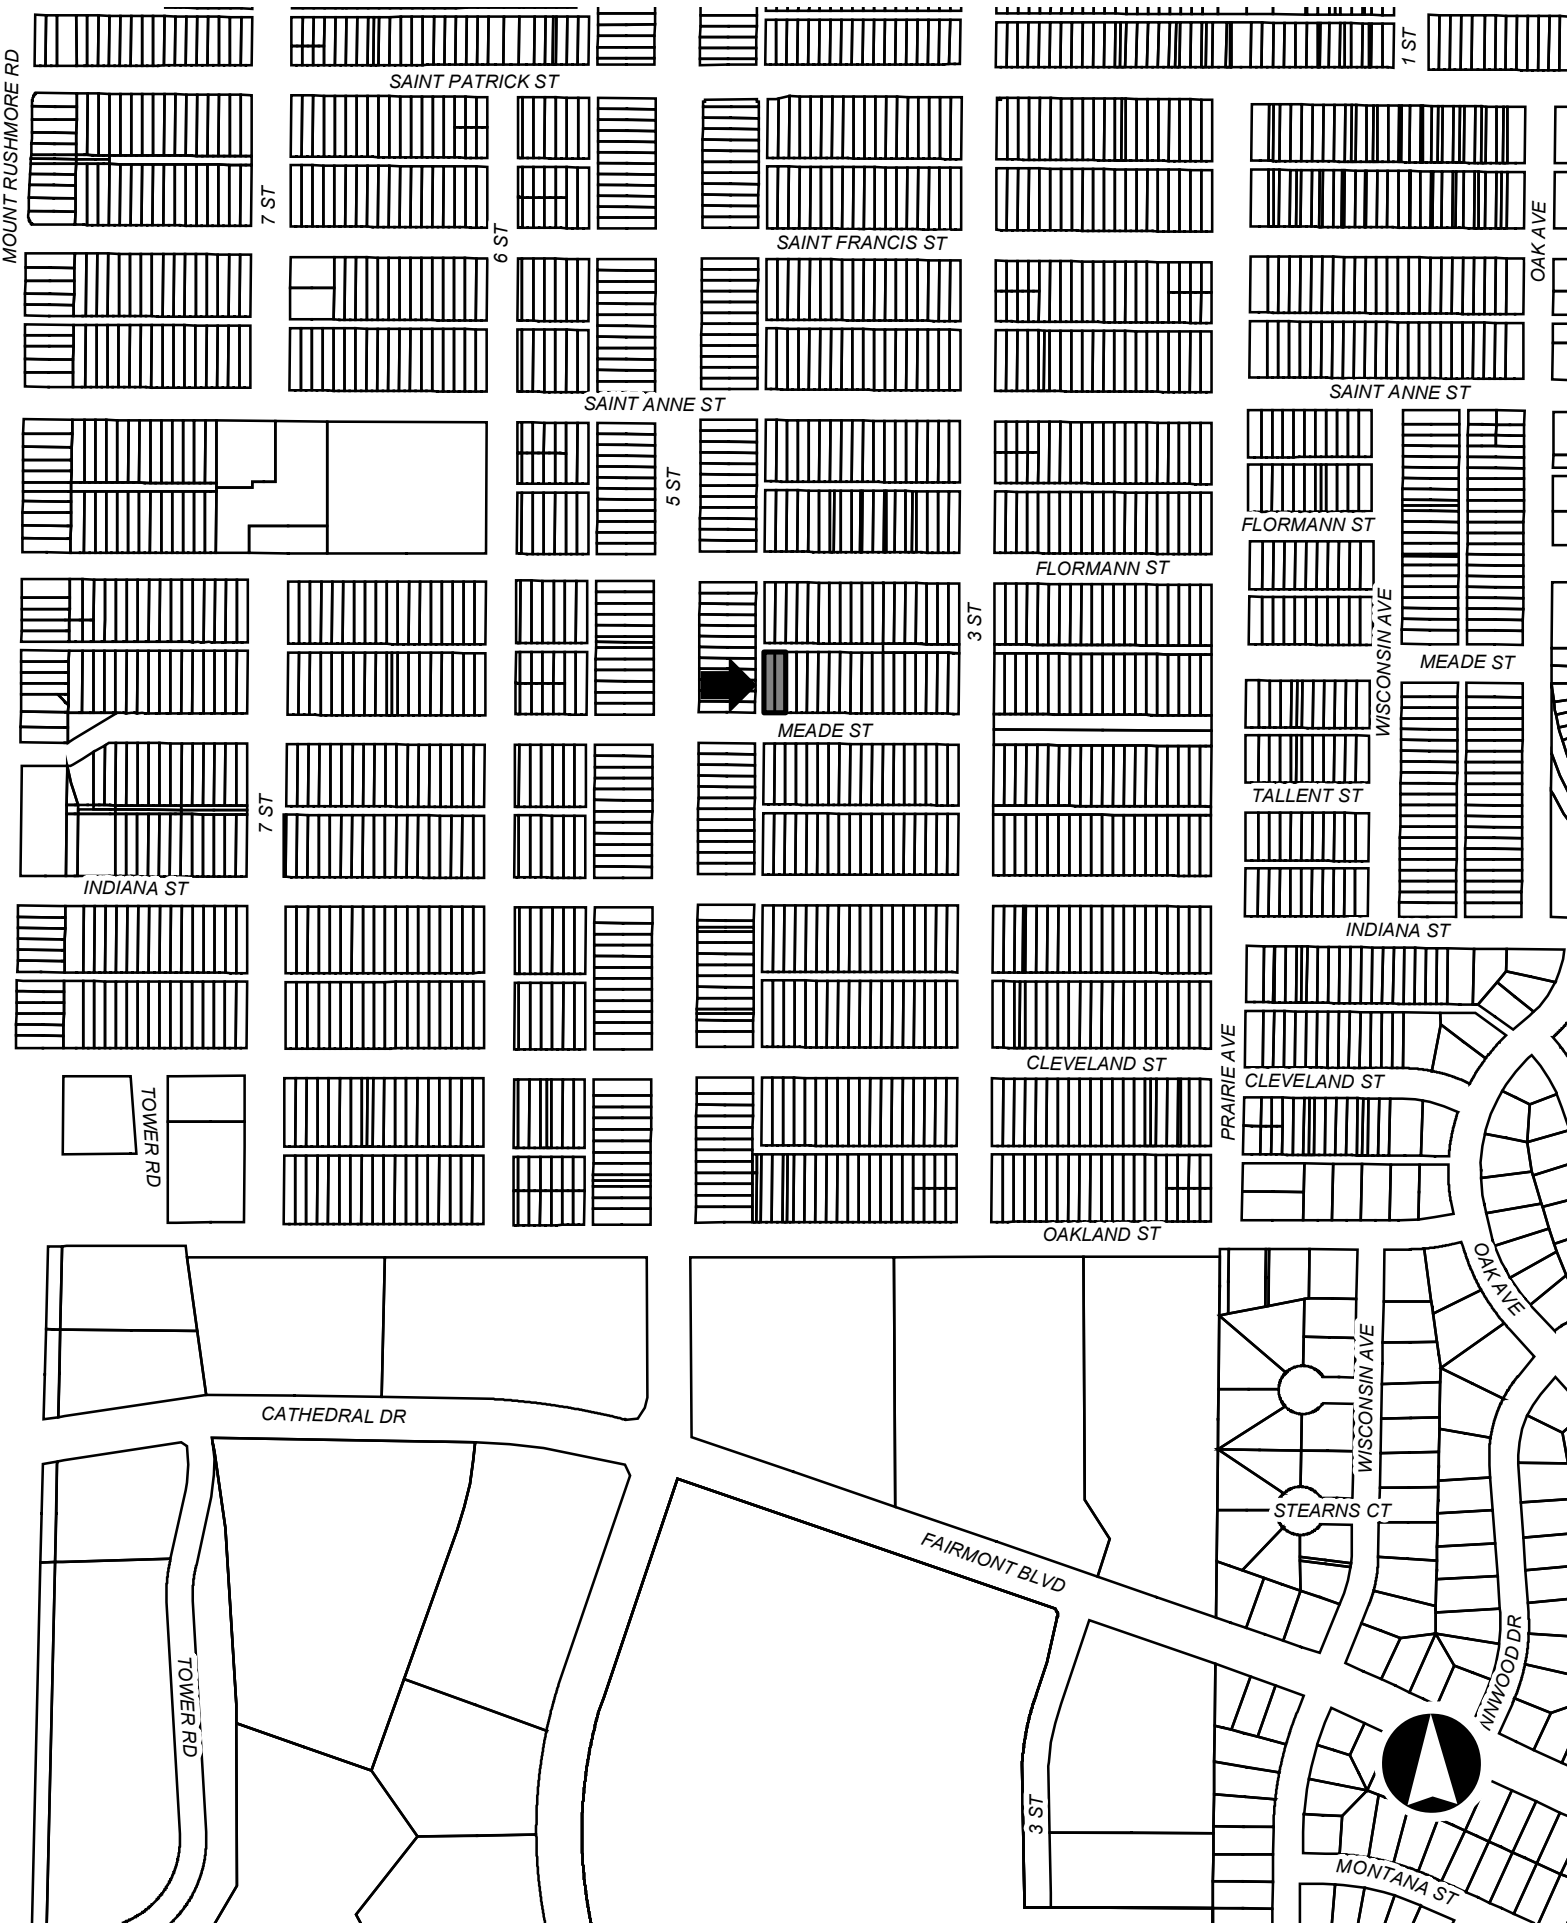 1 ST
MOUNT RUSHMORE RD
SAINT PATRICK ST
7 ST
6 ST
SAINT FRANCIS ST
OAK AVE
SAINT ANNE ST
SAINT ANNE ST
5 ST
FLORMANN ST
FLORMANN ST
3 ST
WISCONSIN AVE
MEADE ST
MEADE ST
TALLENT ST
7 ST
INDIANA ST
INDIANA ST
PRAIRIE AVE
CLEVELAND ST
CLEVELAND ST
TOWER RD
OAKLAND ST
OAK AVE
WISCONSIN AVE
CATHEDRAL DR
STEARNS CT
FAIRMONT BLVD
NNWOOD DR
TOWER RD
3 ST
MONTANA ST